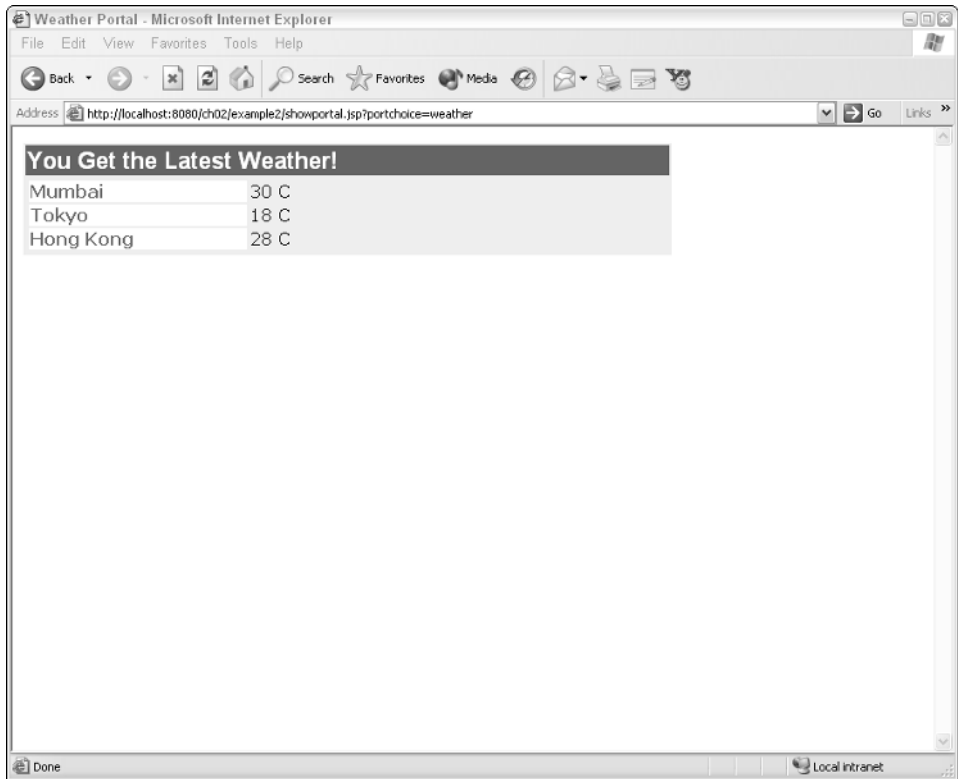 Weather Portal - Microsoft Internet Explorer
File Edit View Favorites Tools Help
Back Search Favorites Media
Address http://localhost:8080/ch02/example2/showportal.jsp?portchoice=weather Go Links »
You Get the Latest Weather!
Mumbai 30 C
Tokyo 18 C
Hong Kong 28 C
Done Local intranet